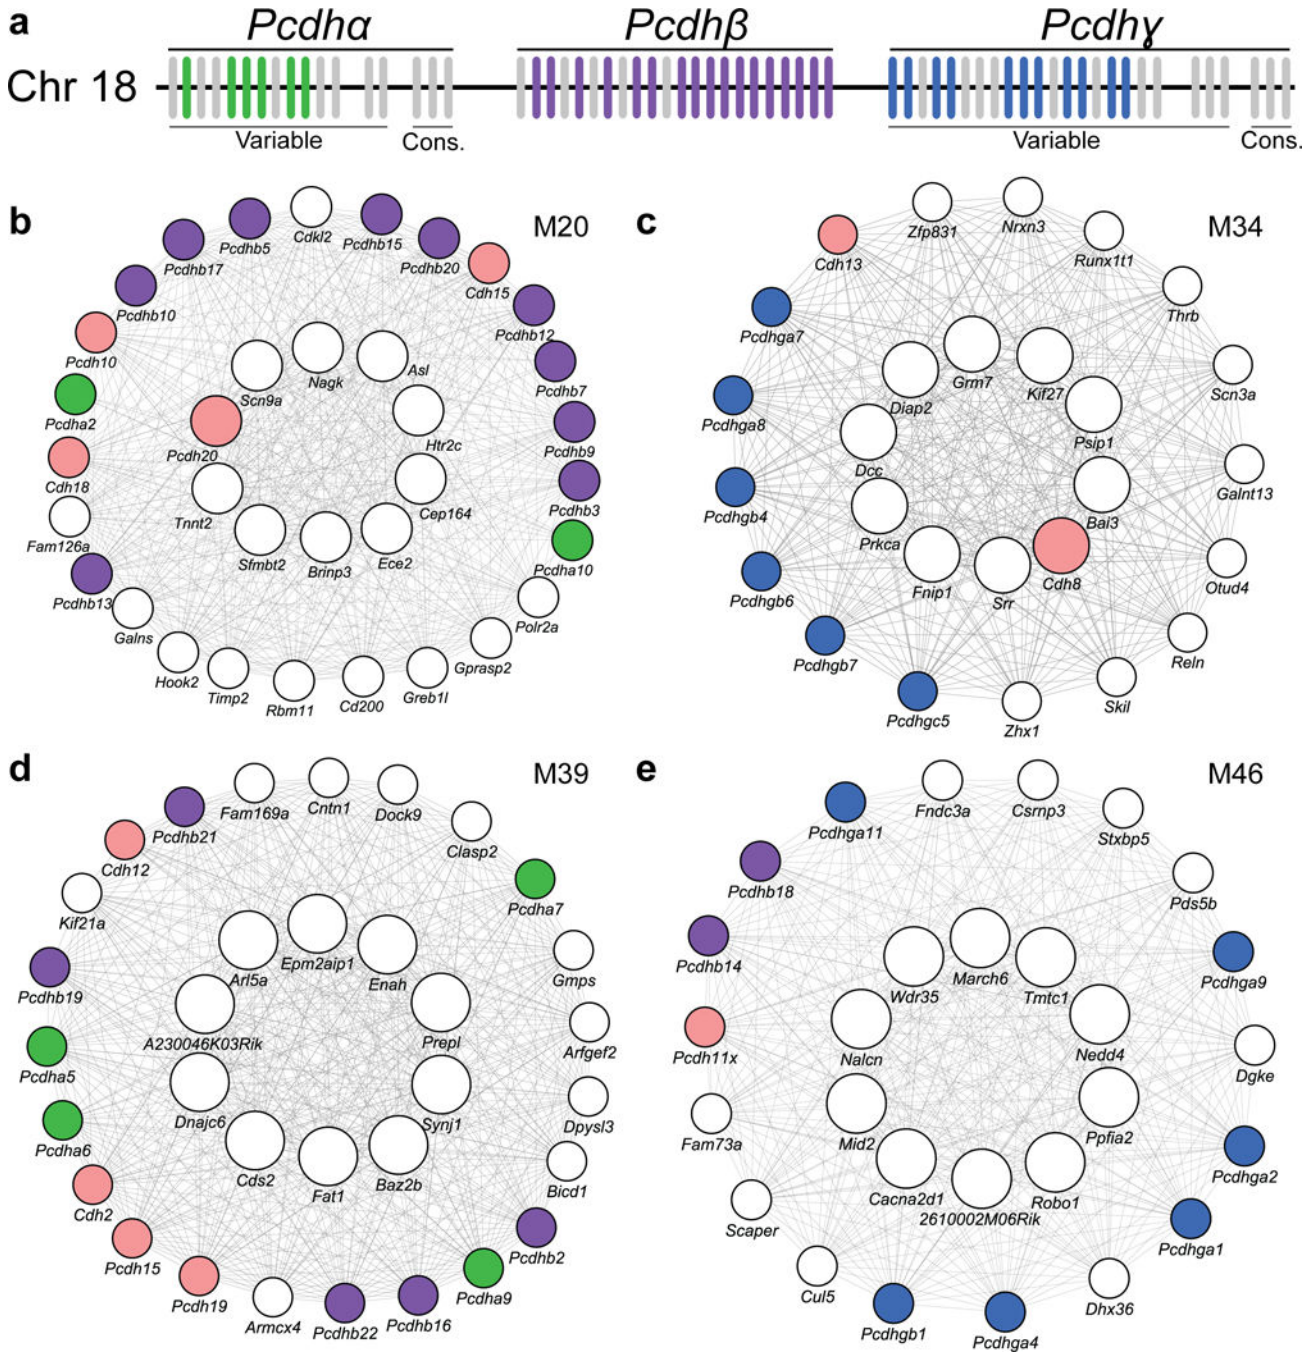 a
Pcdhα Pcdhβ Pcdhɣ
Chr 18
Variable Cons. Variable Cons.
b M20
Cdkl2
Pcdhb5
Pcdhb15
Pcdhb17
Pcdhb20
Cdh15
Pcdhb10
Pcdhb12
Pcdh10
Pcdhb7
Pcdha2
Pcdhb9
Cdh18
Pcdhb3
Fam126a
Pcdha10
Pcdhb13
Polr2a
Galns
Gprasp2
Hook2
Greb1l
Timp2
Cd200
Rbm11
Nagk
Asl
Scn9a
Htr2c
Pcdh20
Cep164
Tnnt2
Ece2
Sfmbt2
Brinp3
c M34
Nrxn3
Zfp831
Runx1t1
Cdh13
Thrb
Pcdhga7
Scn3a
Pcdhga8
Galnt13
Pcdhgb4
Otud4
Pcdhgb6
Reln
Pcdhgb7
Skil
Pcdhgc5
Zhx1
Grm7
Kif27
Diap2
Psip1
Dcc
Bai3
Prkca
Cdh8
Fnip1
Srr
d M39
Cntn1
Fam169a
Dock9
Pcdhb21
Clasp2
Cdh12
Pcdha7
Kif21a
Gmps
Pcdhb19
Arfgef2
Pcdha5
Dpysl3
Pcdha6
Bicd1
Cdh2
Pcdhb2
Pcdh15
Pcdha9
Pcdh19
Pcdhb16
Armcx4
Pcdhb22
Epm2aip1
Enah
Arl5a
Prepl
A230046K03Rik
Synj1
Dnajc6
Baz2b
Cds2
Fat1
e M46
Fndc3a
Csrnp3
Pcdhga11
Stxbp5
Pcdhb18
Pds5b
Pcdhb14
Pcdhga9
Pcdh11x
Dgke
Fam73a
Pcdhga2
Scaper
Pcdhga1
Cul5
Dhx36
Pcdhgb1
Pcdhga4
March6
Wdr35
Tmtc1
Nalcn
Nedd4
Mid2
Ppfia2
Cacna2d1
Robo1
2610002M06Rik